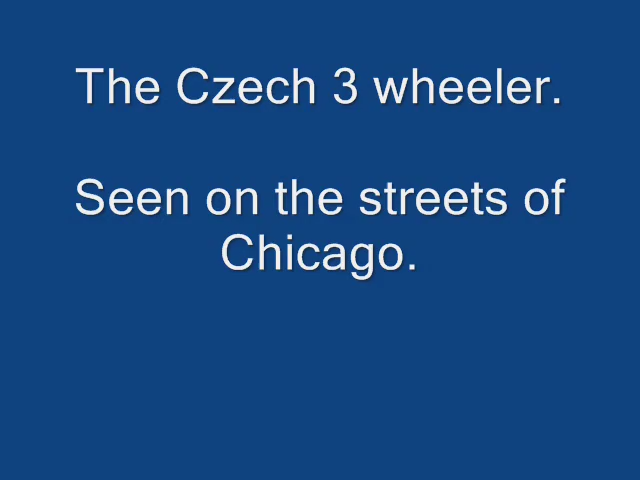 The Czech 3 wheeler.
Seen on the streets of
Chicago.